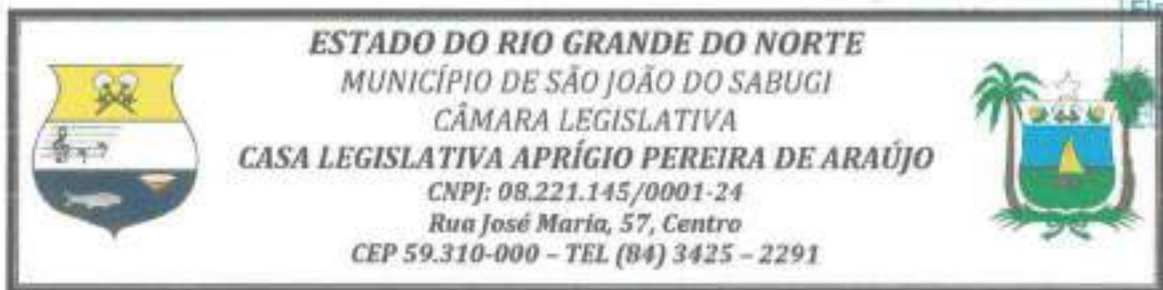 ESTADO DO RIO GRANDE DO NORTE
MUNICÍPIO DE SÃO JOÃO DO SABUGI
CÂMARA LEGISLATIVA
CASA LEGISLATIVA APRÍGIO PEREIRA DE ARAÚJO
CNPJ: 08.221.145/0001-24
Rua José Maria, 57, Centro
CEP 59.310-000 – TEL (84) 3425 – 2291